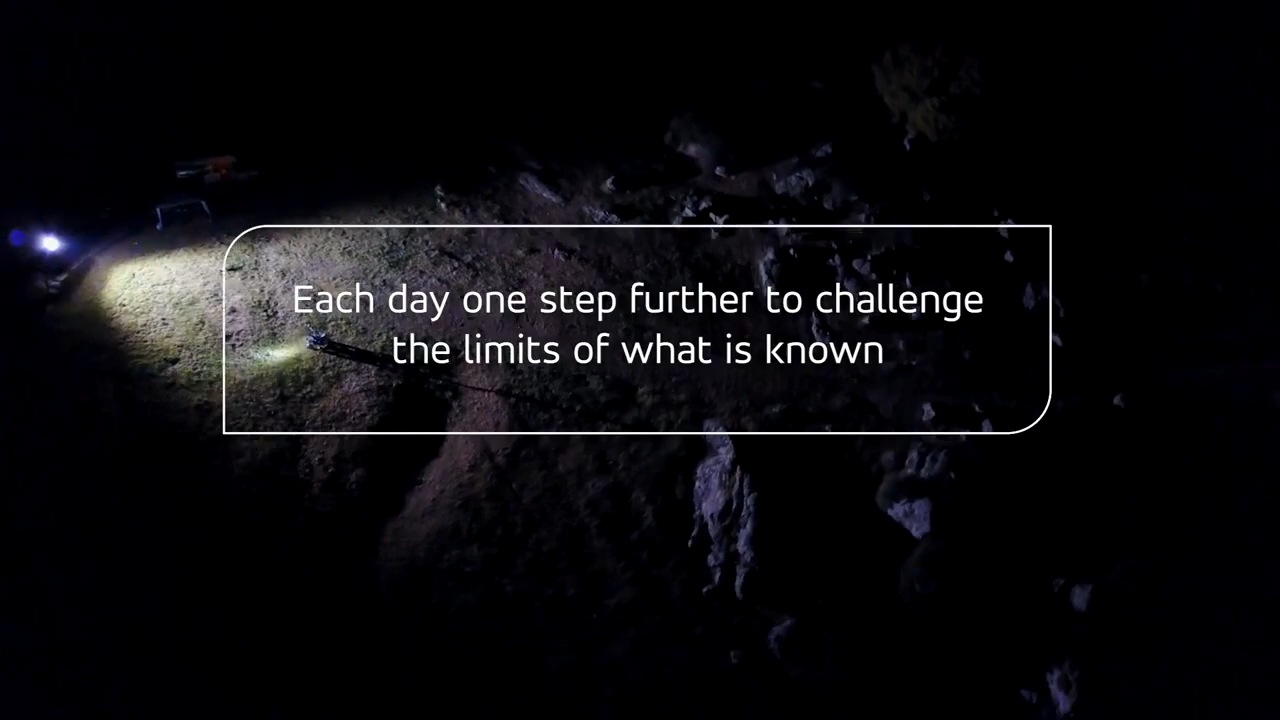 Each day one step further to challenge
the limits of what is known